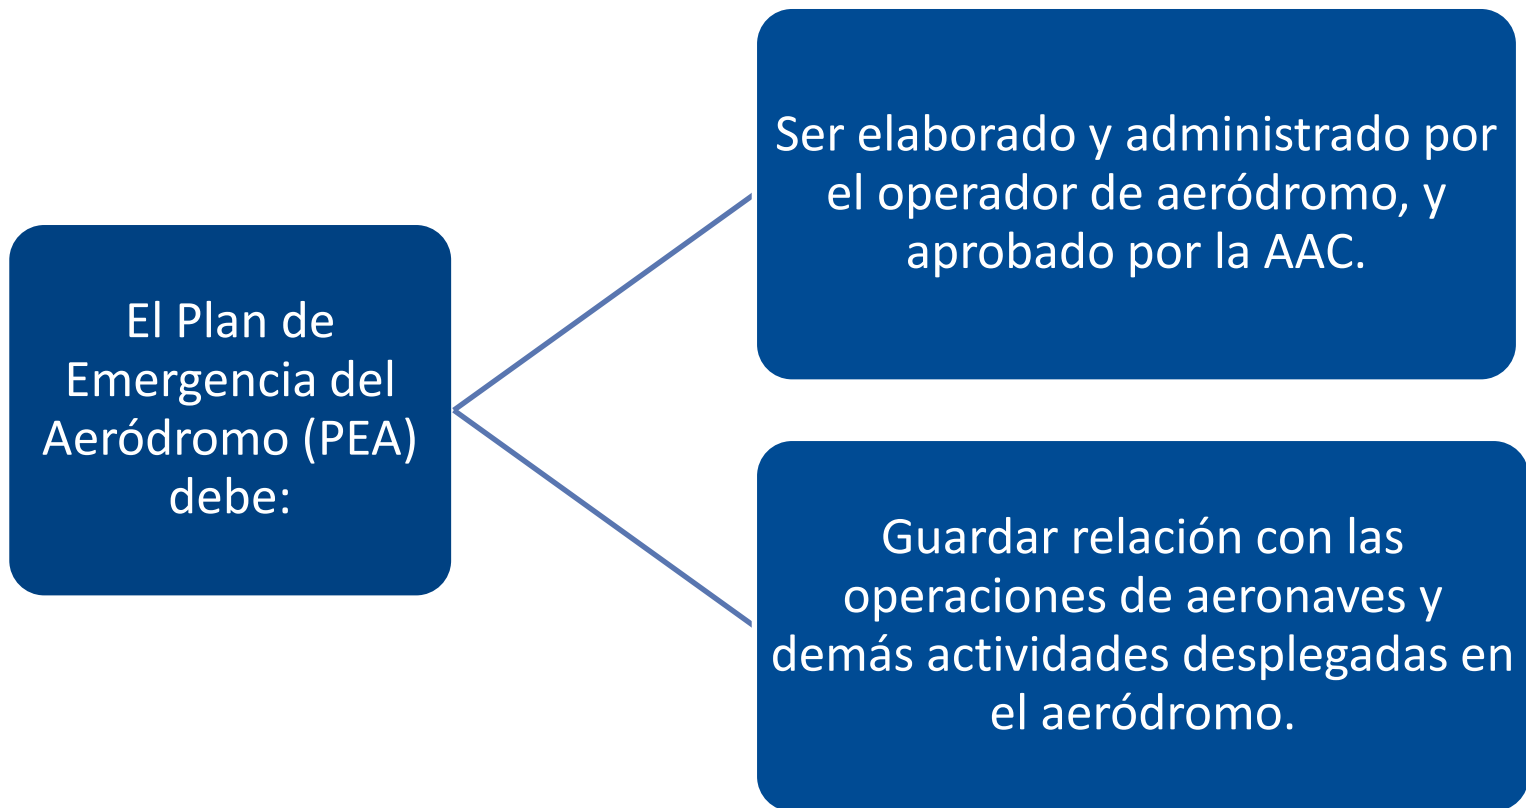 El Plan de
Emergencia del
Aeródromo (PEA)
debe:
Ser elaborado y administrado por
el operador de aeródromo, y
aprobado por la AAC.
Guardar relación con las
operaciones de aeronaves y
demás actividades desplegadas en
el aeródromo.